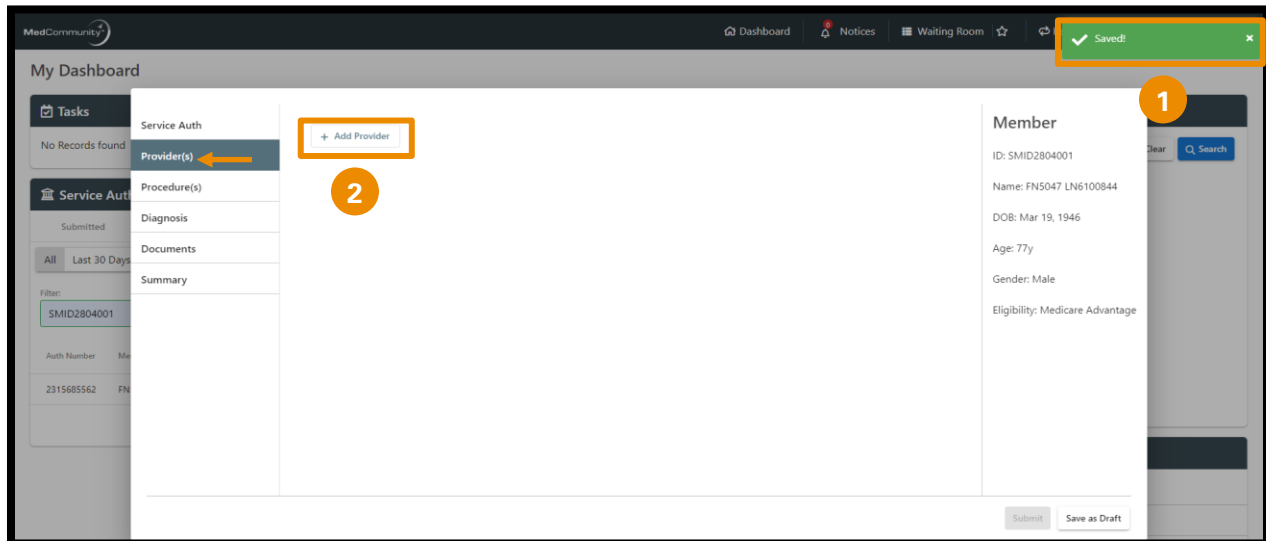 MedCommunity
Dashboard
Notices
Waiting Room
Saved!
×
1
My Dashboard
Tasks
No Records found
Clear
Search
Service Auth
Submitted
All
Last 30 Days
Filter:
SMID2804001
Auth Number
2315685562
FN
Service Auth
Provider(s)
Procedure(s)
Diagnosis
Documents
Summary
+ Add Provider
2
Member
ID: SMID2804001
Name: FN5047 LN6100844
DOB: Mar 19, 1946
Age: 77y
Gender: Male
Eligibility: Medicare Advantage
Submit
Save as Draft